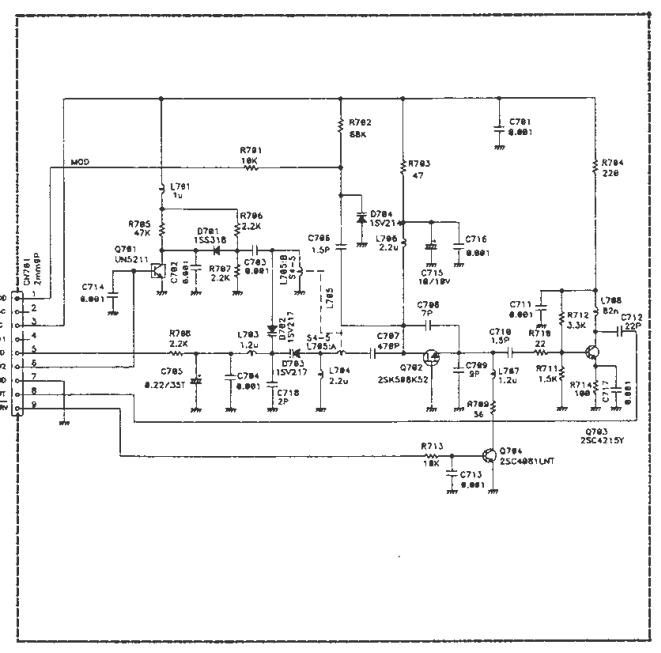 C701
0.001
R702
68K
R701
10K
MOD
R703
47
R704
220
L701
1u
R705
47K
R706
2.2K
D701
1SS318
Q701
UN5211
C702
0.001
R707
2.2K
C703
0.001
L705:B
S4-5
L705
C706
1.5P
D704
1SV214
L706
2.2u
C715
10/10V
C716
0.001
CN701
2mm9P
C714
0.001
D702
1SV217
C708
7P
C711
0.001
R712
3.3K
L708
82n
C712
22P
R708
2.2K
L703
1.2u
S4-5
L705:A
D703
1SV217
C707
470P
C710
1.5P
R710
22
C705
0.22/35T
C704
0.001
C718
2P
L704
2.2u
Q702
2SK508K52
C709
9P
L707
1.2u
R711
1.5K
R714
100
C717
0.001
R709
56
Q703
2SC4215Y
R713
10K
C713
0.001
Q704
2SC4081LNT
1
2
3
4
5
6
7
8
9